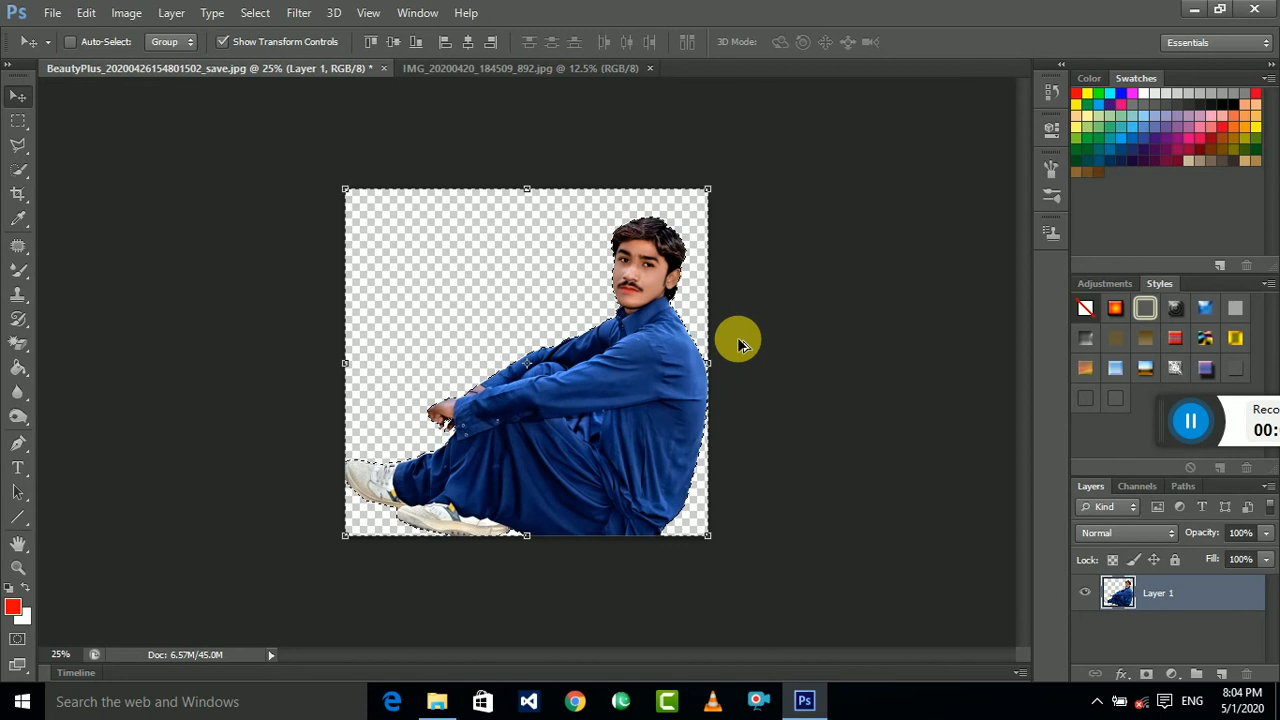 Ps File Edit Image Layer Type Select Filter 3D View Window Help
Auto-Select: Group Show Transform Controls 3D Mode: Essentials
BeautyPlus_20200426154801502_save.jpg @ 25% (Layer 1, RGB/8) * × IMG_20200420_184509_892.jpg @ 12.5% (RGB/8) ×
Color Swatches
Adjustments Styles
Reco
00:
Layers Channels Paths
Kind
Normal Opacity: 100%
Lock: Fill: 100%
Layer 1
25% Doc: 6.57M/45.0M
Timeline
Search the web and Windows
Ps
ENG
8:04 PM
5/1/2020